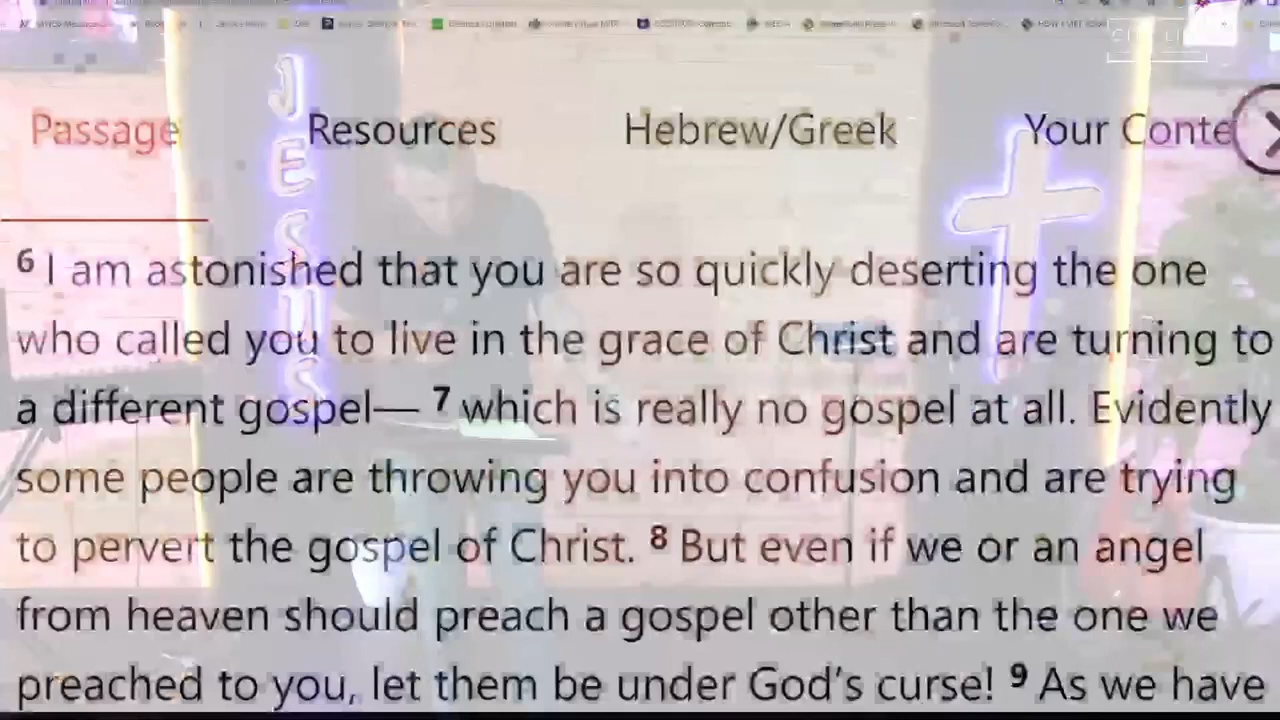 Passage Resources Hebrew/Greek Your Conte
JESUS
6 I am astonished that you are so quickly deserting the one
who called you to live in the grace of Christ and are turning to
a different gospel— 7 which is really no gospel at all. Evidently
some people are throwing you into confusion and are trying
to pervert the gospel of Christ. 8 But even if we or an angel
from heaven should preach a gospel other than the one we
preached to you, let them be under God's curse! 9 As we have